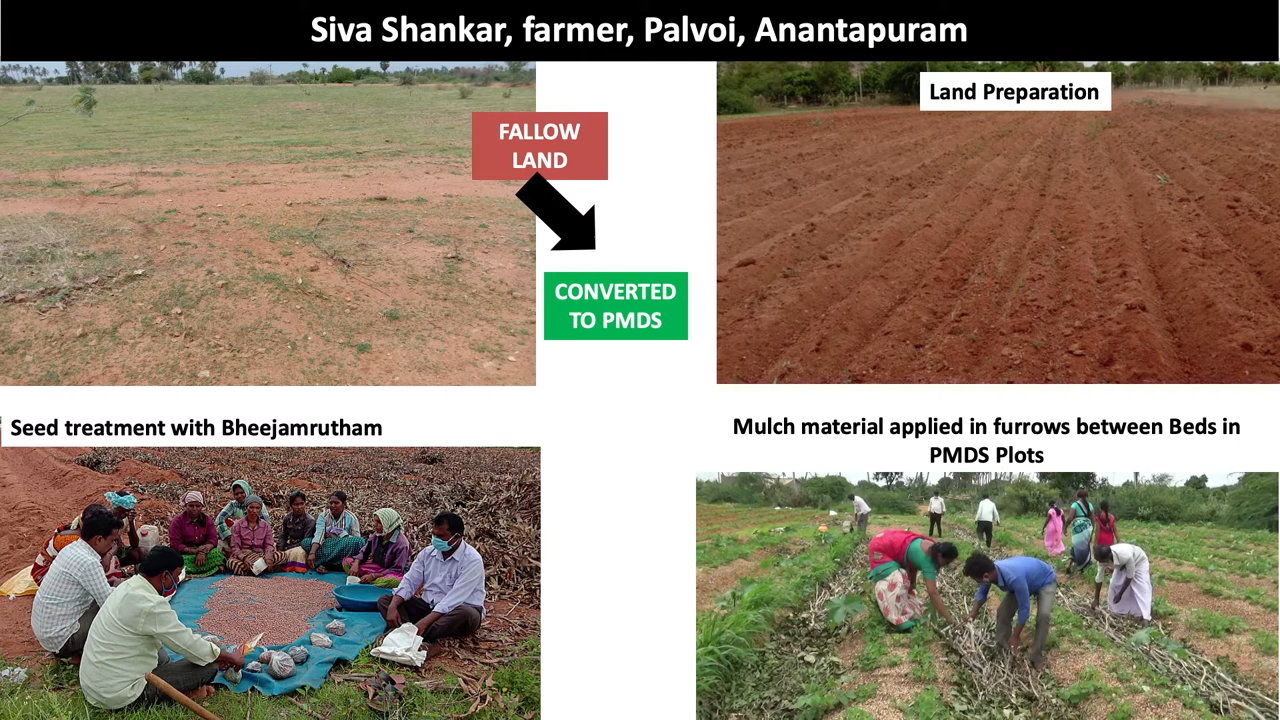 Siva Shankar, farmer, Palvoi, Anantapuram
FALLOW
LAND
CONVERTED
TO PMDS
Land Preparation
Seed treatment with Bheejamrutham
Mulch material applied in furrows between Beds in
PMDS Plots